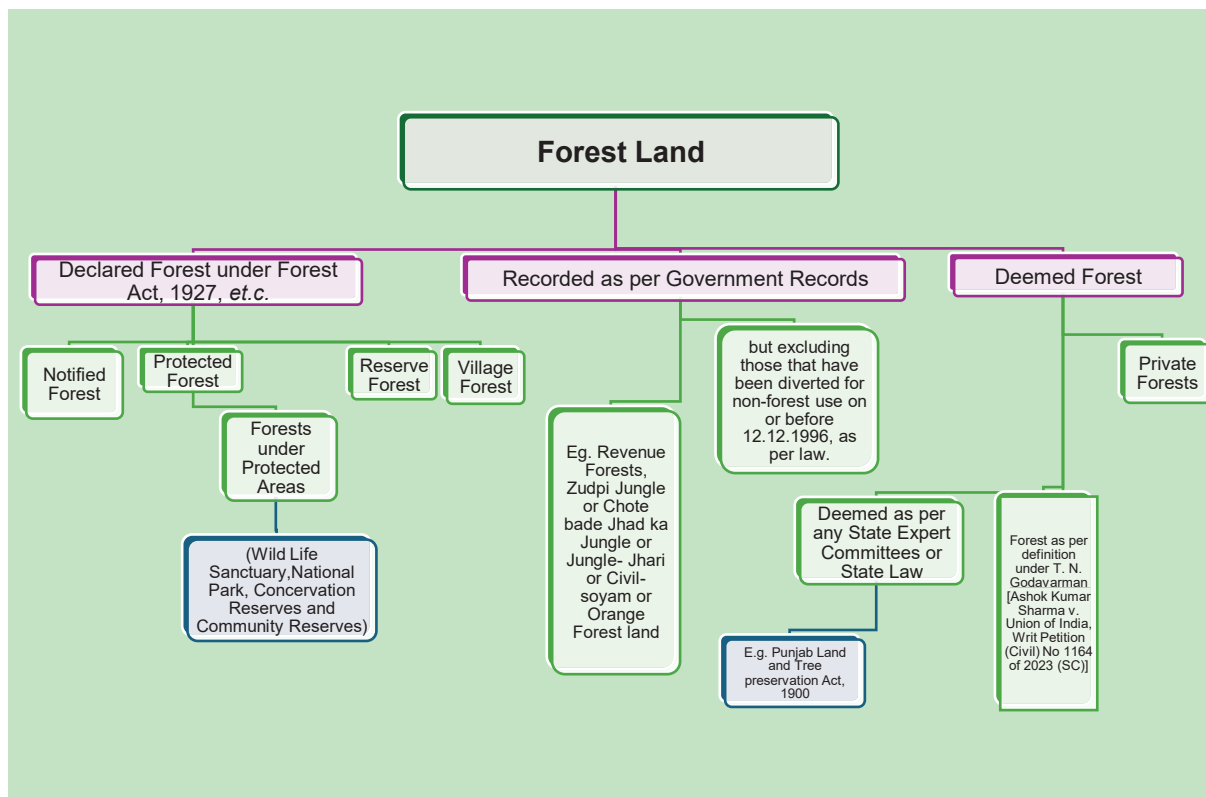 Forest Land
Declared Forest under Forest
Act, 1927, et.c.
Recorded as per Government Records
Deemed Forest
Notified
Forest
Protected
Forest
Reserve
Forest
Village
Forest
Forests
under
Protected
Areas
(Wild Life
Sanctuary,National
Park, Concervation
Reserves and
Community Reserves)
Eg. Revenue
Forests,
Zudpi Jungle
or Chote
bade Jhad ka
Jungle or
Jungle- Jhari
or Civil-
soyam or
Orange
Forest land
but excluding
those that have
been diverted for
non-forest use on
or before
12.12.1996, as
per law.
Private
Forests
Deemed as per
any State Expert
Committees or
State Law
E.g. Punjab Land
and Tree
preservation Act,
1900
Forest as per
definition
under T. N.
Godavarman
[Ashok Kumar
Sharma v.
Union of India,
Writ Petition
(Civil) No 1164
of 2023 (SC)]